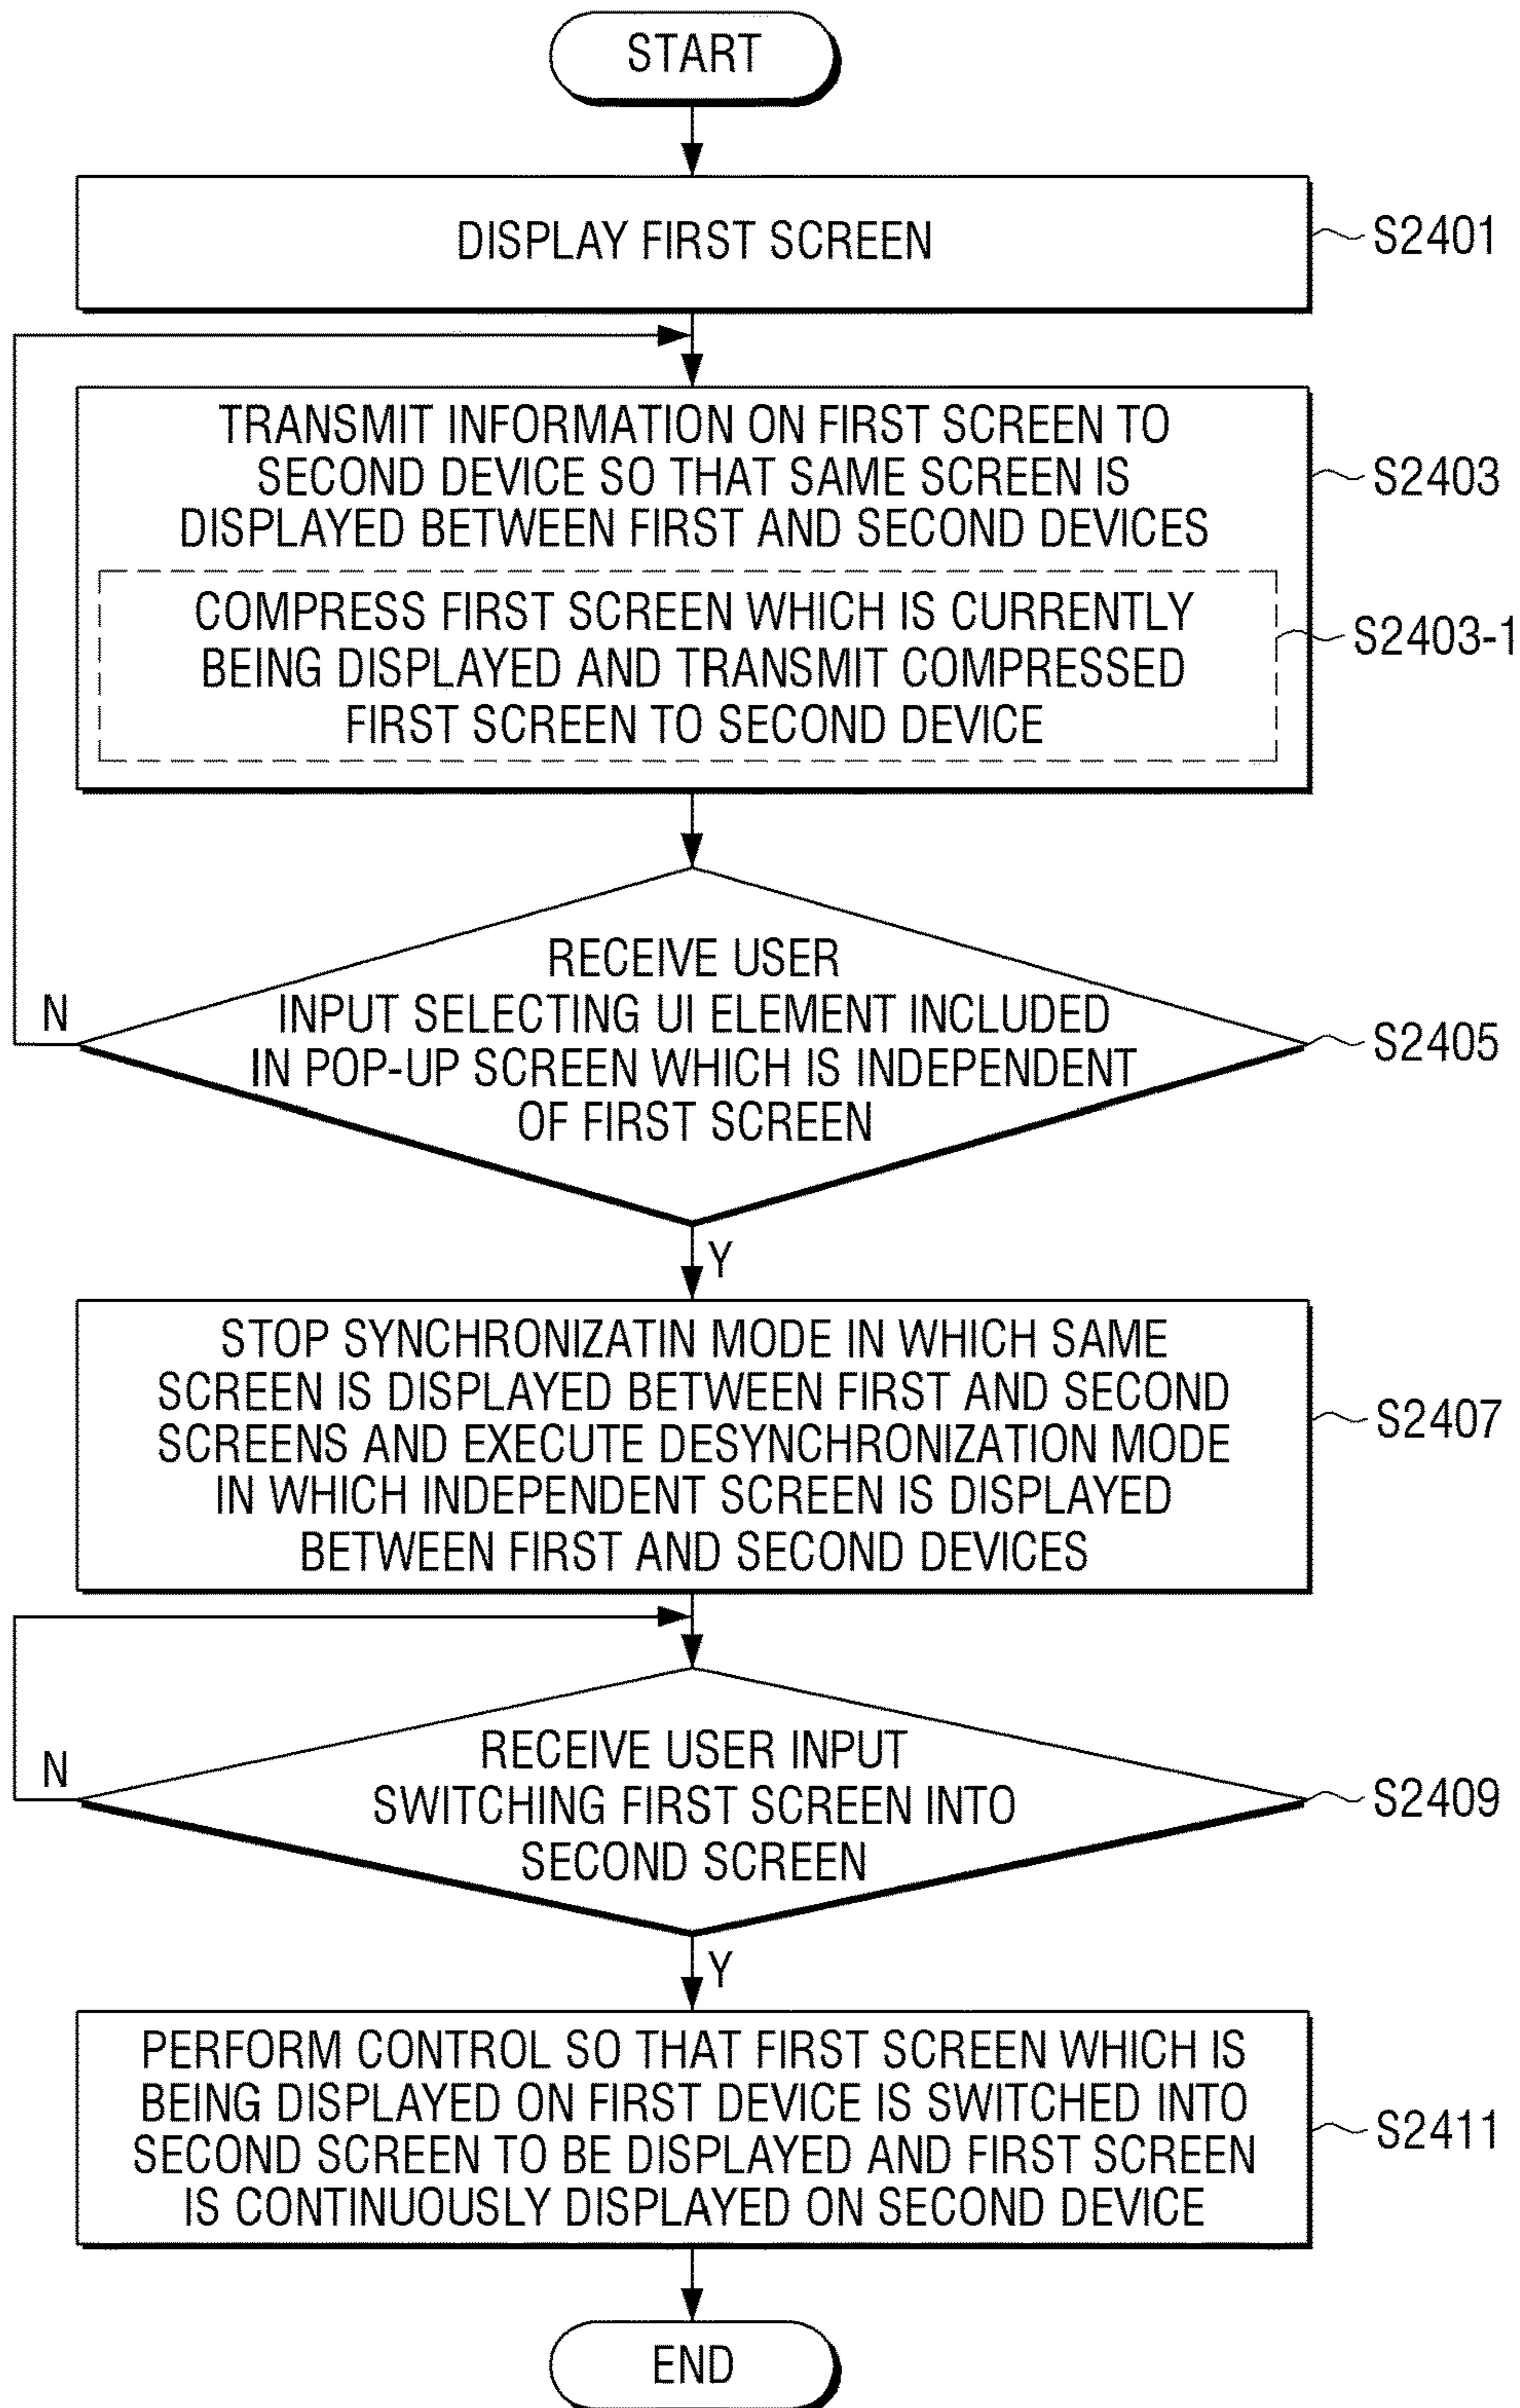 START
DISPLAY FIRST SCREEN
S2401
TRANSMIT INFORMATION ON FIRST SCREEN TO
SECOND DEVICE SO THAT SAME SCREEN IS
DISPLAYED BETWEEN FIRST AND SECOND DEVICES
S2403
COMPRESS FIRST SCREEN WHICH IS CURRENTLY
BEING DISPLAYED AND TRANSMIT COMPRESSED
FIRST SCREEN TO SECOND DEVICE
S2403-1
RECEIVE USER
INPUT SELECTING UI ELEMENT INCLUDED
IN POP-UP SCREEN WHICH IS INDEPENDENT
OF FIRST SCREEN
N
S2405
Y
STOP SYNCHRONIZATIN MODE IN WHICH SAME
SCREEN IS DISPLAYED BETWEEN FIRST AND SECOND
SCREENS AND EXECUTE DESYNCHRONIZATION MODE
IN WHICH INDEPENDENT SCREEN IS DISPLAYED
BETWEEN FIRST AND SECOND DEVICES
S2407
RECEIVE USER INPUT
SWITCHING FIRST SCREEN INTO
SECOND SCREEN
N
S2409
Y
PERFORM CONTROL SO THAT FIRST SCREEN WHICH IS
BEING DISPLAYED ON FIRST DEVICE IS SWITCHED INTO
SECOND SCREEN TO BE DISPLAYED AND FIRST SCREEN
IS CONTINUOUSLY DISPLAYED ON SECOND DEVICE
S2411
END